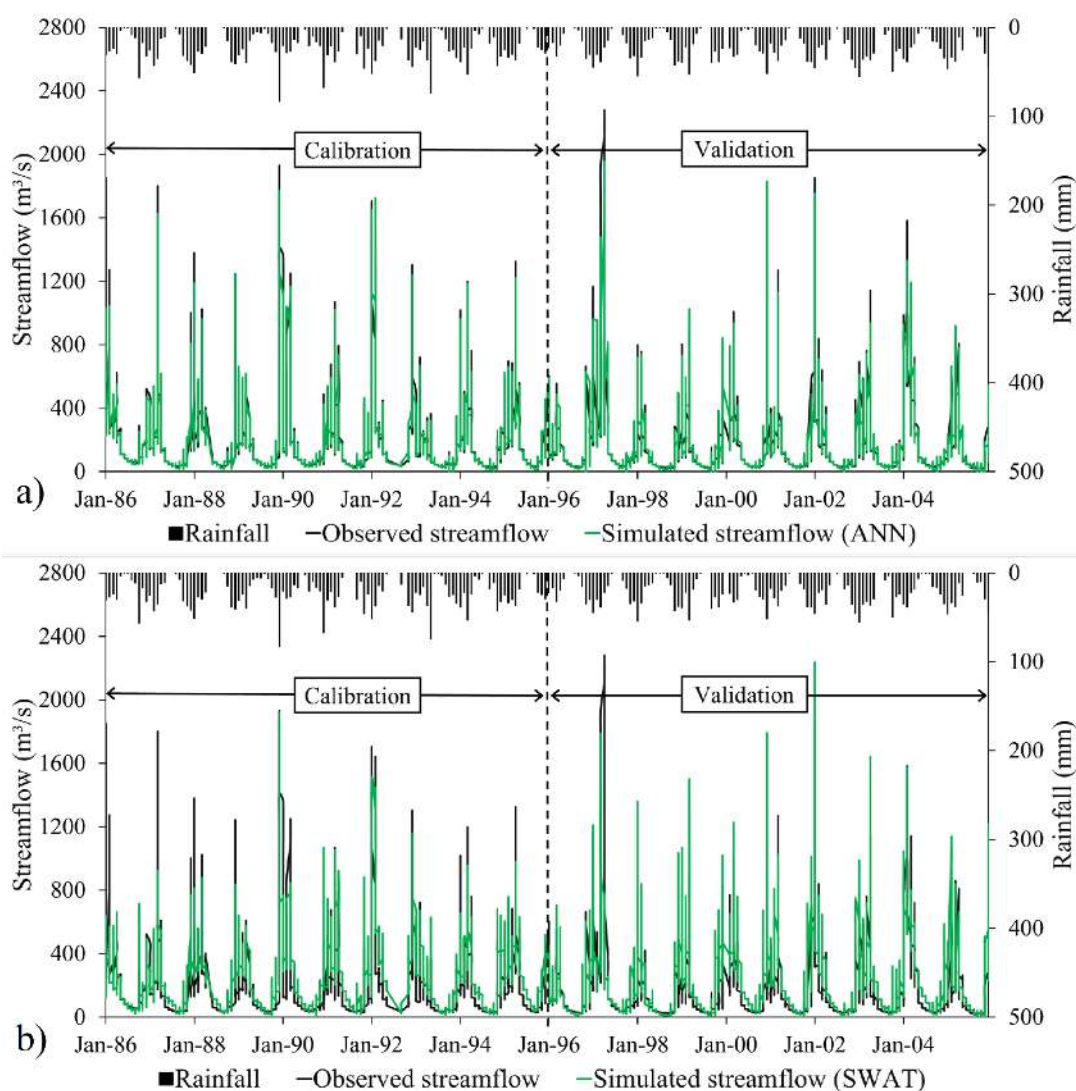 2800
2400
2000
1600
1200
800
400
0
Streamflow (m³/s)
Calibration
Validation
0
100
200
300
400
500
Rainfall (mm)
a)
Jan-86 Jan-88 Jan-90 Jan-92 Jan-94 Jan-96 Jan-98 Jan-00 Jan-02 Jan-04
Rainfall Observed streamflow Simulated streamflow (ANN)
2800
2400
2000
1600
1200
800
400
0
Streamflow (m³/s)
Calibration
Validation
0
100
200
300
400
500
Rainfall (mm)
b)
Jan-86 Jan-88 Jan-90 Jan-92 Jan-94 Jan-96 Jan-98 Jan-00 Jan-02 Jan-04
Rainfall Observed streamflow Simulated streamflow (SWAT)